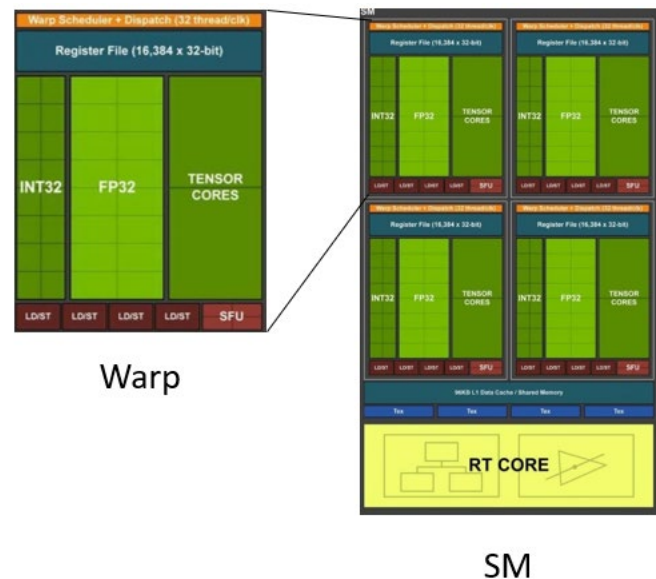 Warp Scheduler + Dispatch (32 thread/clk)
Register File (16,384 x 32-bit)
INT32 FP32 TENSOR CORES
LD/ST LD/ST LD/ST LD/ST SFU
Warp
SM
Warp Scheduler + Dispatch (32 thread/clk) Warp Scheduler + Dispatch (32 thread/clk)
Register File (16,384 x 32-bit) Register File (16,384 x 32-bit)
INT32 FP32 TENSOR CORES INT32 FP32 TENSOR CORES
LD/ST LD/ST LD/ST LD/ST SFU LD/ST LD/ST LD/ST LD/ST SFU
Warp Scheduler + Dispatch (32 thread/clk) Warp Scheduler + Dispatch (32 thread/clk)
Register File (16,384 x 32-bit) Register File (16,384 x 32-bit)
INT32 FP32 TENSOR CORES INT32 FP32 TENSOR CORES
LD/ST LD/ST LD/ST LD/ST SFU LD/ST LD/ST LD/ST LD/ST SFU
96KB L1 Data Cache / Shared Memory
Tex Tex Tex Tex
RT CORE
SM